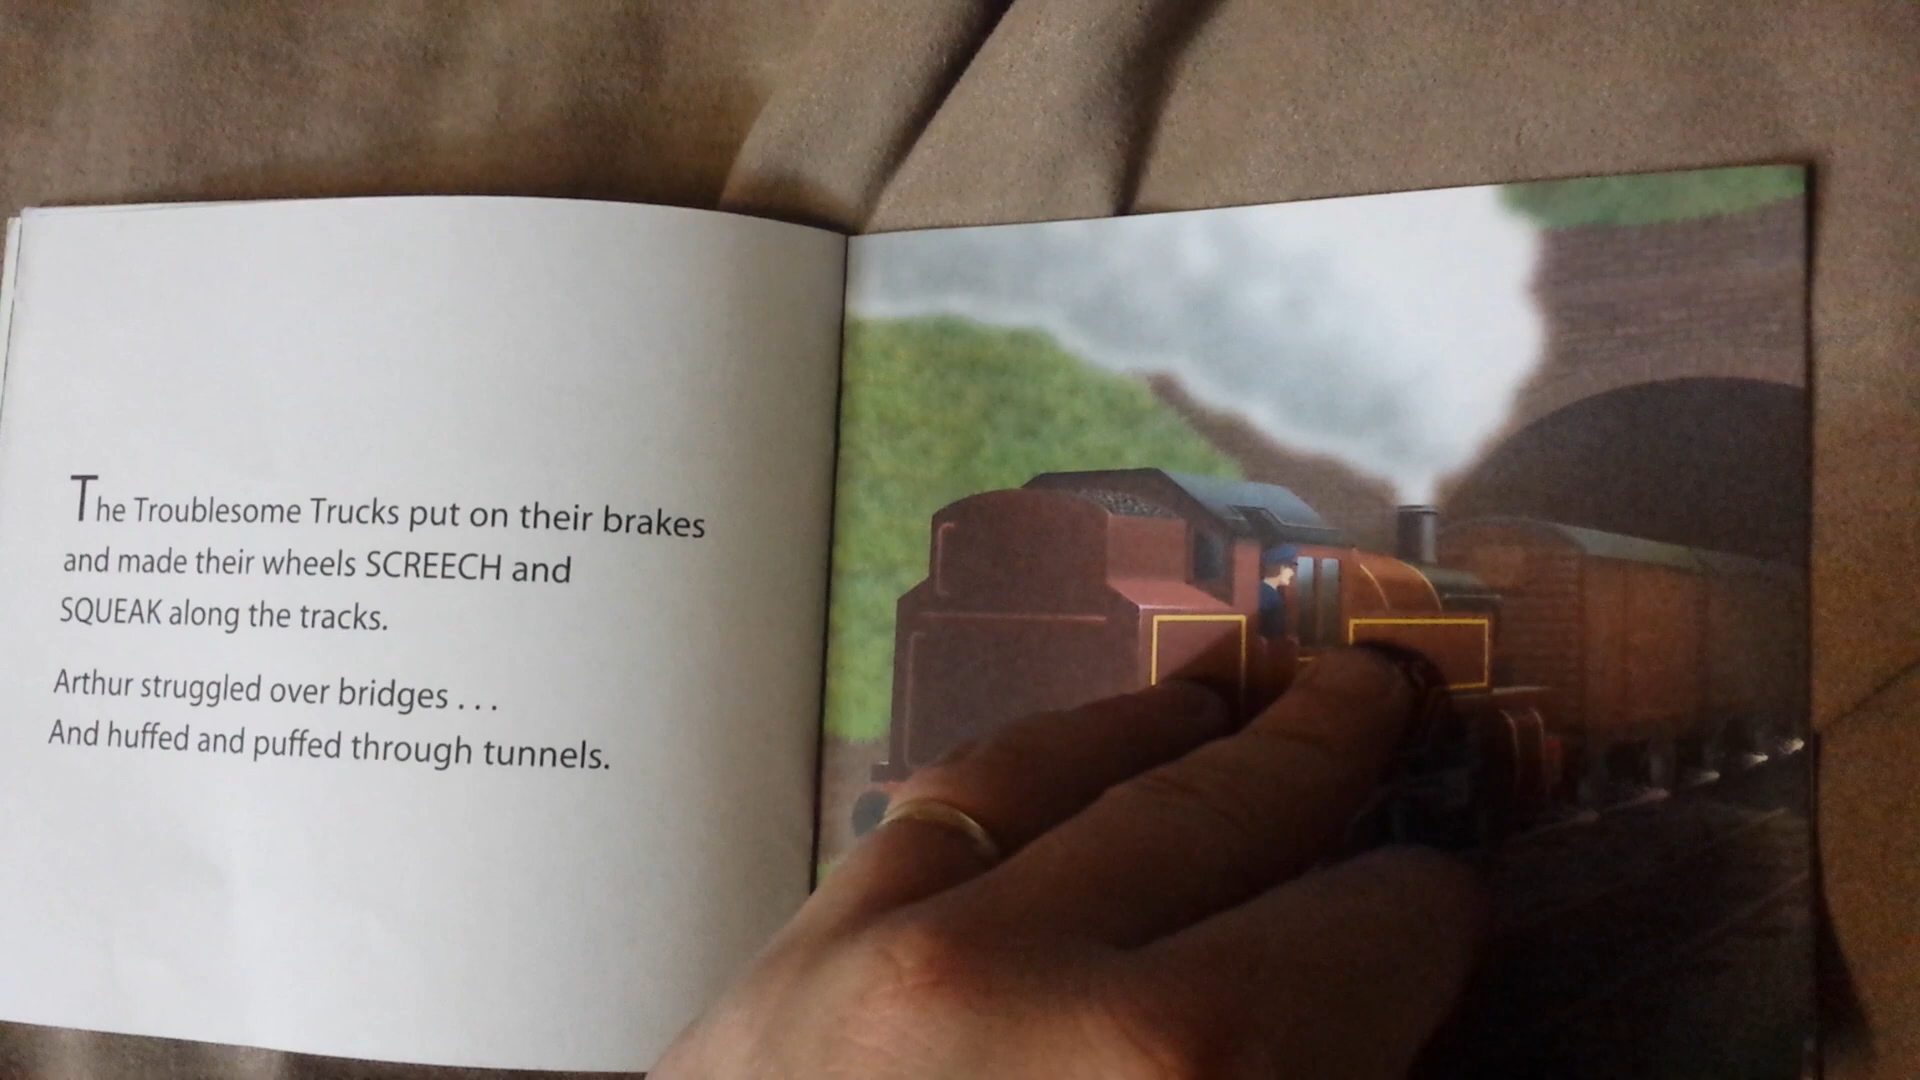 The Troublesome Trucks put on their brakes
and made their wheels SCREECH and
SQUEAK along the tracks.
Arthur struggled over bridges . . .
And huffed and puffed through tunnels.